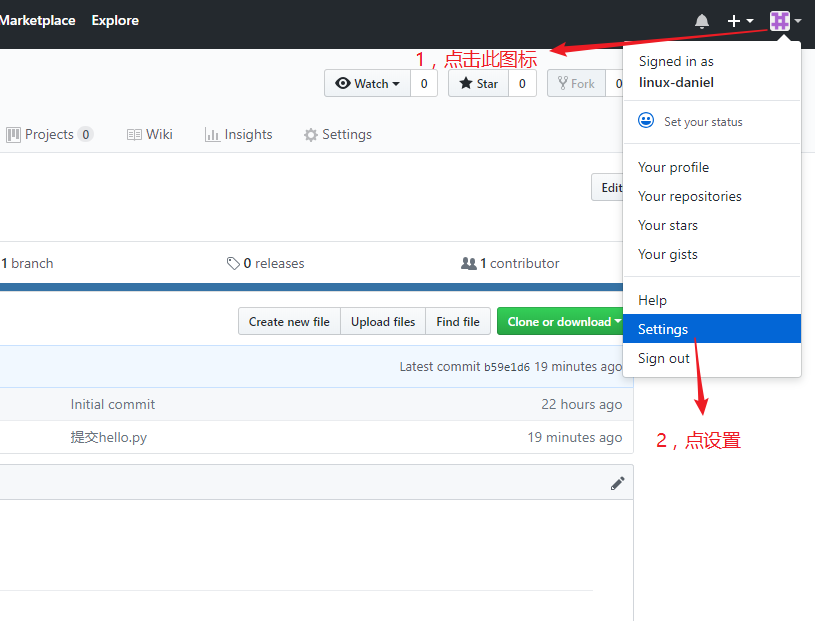 Marketplace Explore
1，点击此图标
Signed in as
linux-daniel
Watch 0 Star 0 Fork 0
Set your status
Projects 0 Wiki Insights Settings
Your profile
Edit
Your repositories
Your stars
Your gists
1 branch 0 releases 1 contributor
Help
Create new file Upload files Find file Clone or download
Settings
Sign out
Latest commit b59e1d6 19 minutes ago
Initial commit 22 hours ago
提交hello.py 19 minutes ago
2，点设置